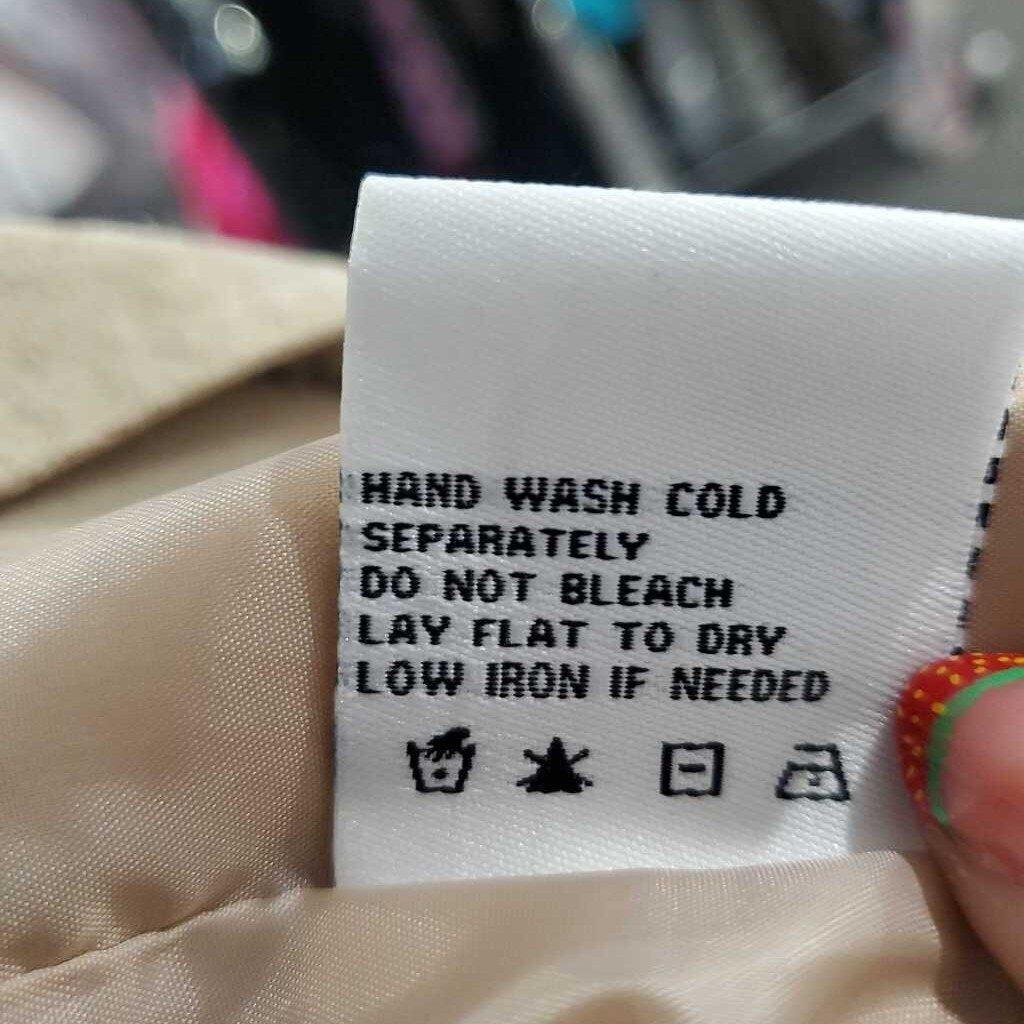 HAND WASH COLD
SEPARATELY
DO NOT BLEACH
LAY FLAT TO DRY
LOW IRON IF NEEDED